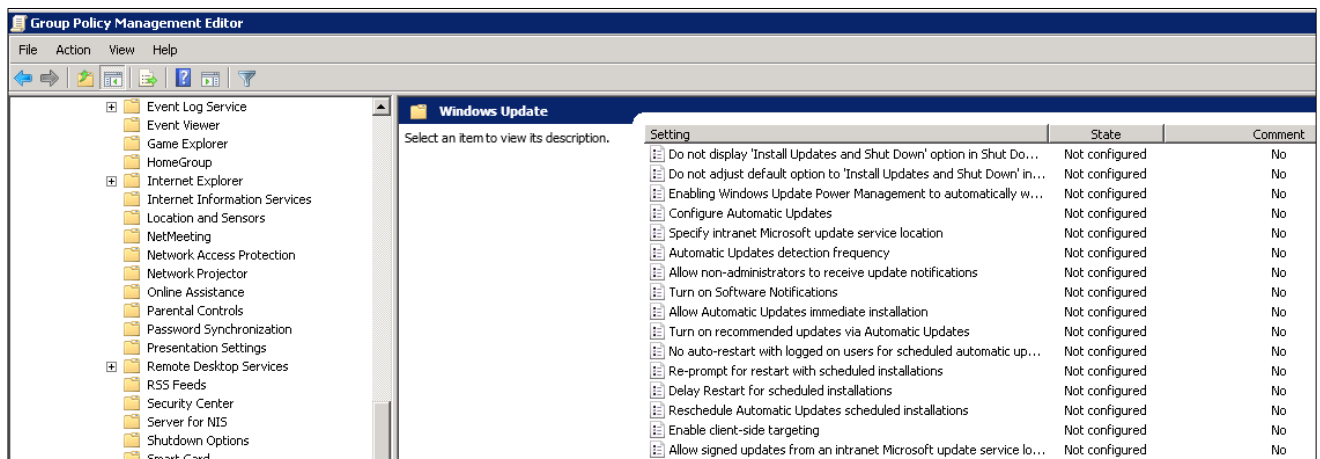 Group Policy Management Editor
File Action View Help
Event Log Service
Event Viewer
Game Explorer
HomeGroup
Internet Explorer
Internet Information Services
Location and Sensors
NetMeeting
Network Access Protection
Network Projector
Online Assistance
Parental Controls
Password Synchronization
Presentation Settings
Remote Desktop Services
RSS Feeds
Security Center
Server for NIS
Shutdown Options
Smart Card
Windows Update
Select an item to view its description.
Setting State Comment
Do not display 'Install Updates and Shut Down' option in Shut Do... Not configured No
Do not adjust default option to 'Install Updates and Shut Down' in... Not configured No
Enabling Windows Update Power Management to automatically w... Not configured No
Configure Automatic Updates Not configured No
Specify intranet Microsoft update service location Not configured No
Automatic Updates detection frequency Not configured No
Allow non-administrators to receive update notifications Not configured No
Turn on Software Notifications Not configured No
Allow Automatic Updates immediate installation Not configured No
Turn on recommended updates via Automatic Updates Not configured No
No auto-restart with logged on users for scheduled automatic up... Not configured No
Re-prompt for restart with scheduled installations Not configured No
Delay Restart for scheduled installations Not configured No
Reschedule Automatic Updates scheduled installations Not configured No
Enable client-side targeting Not configured No
Allow signed updates from an intranet Microsoft update service lo... Not configured No